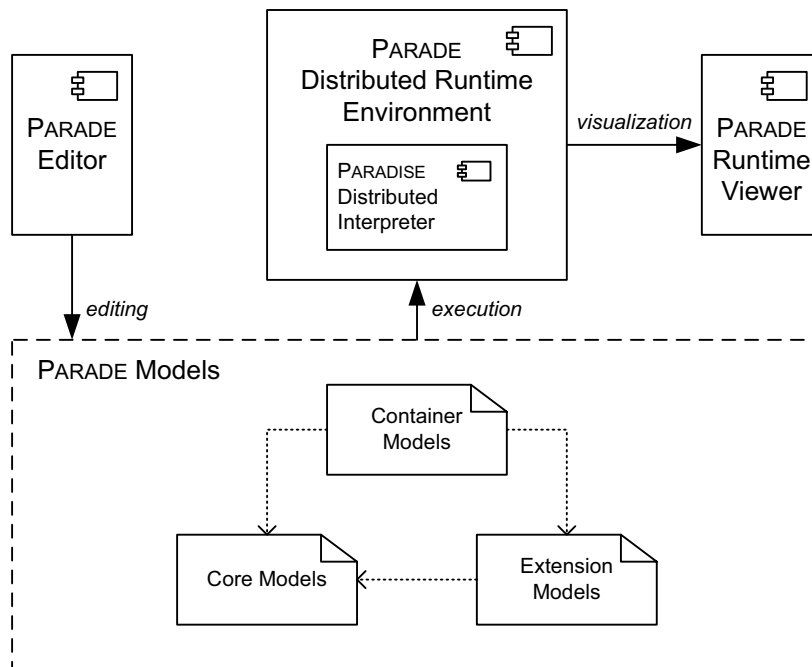 PARADE
Editor
PARADE
Distributed Runtime
Environment
PARADISE
Distributed
Interpreter
visualization
PARADE
Runtime
Viewer
editing
execution
PARADE Models
Container
Models
Core Models
Extension
Models